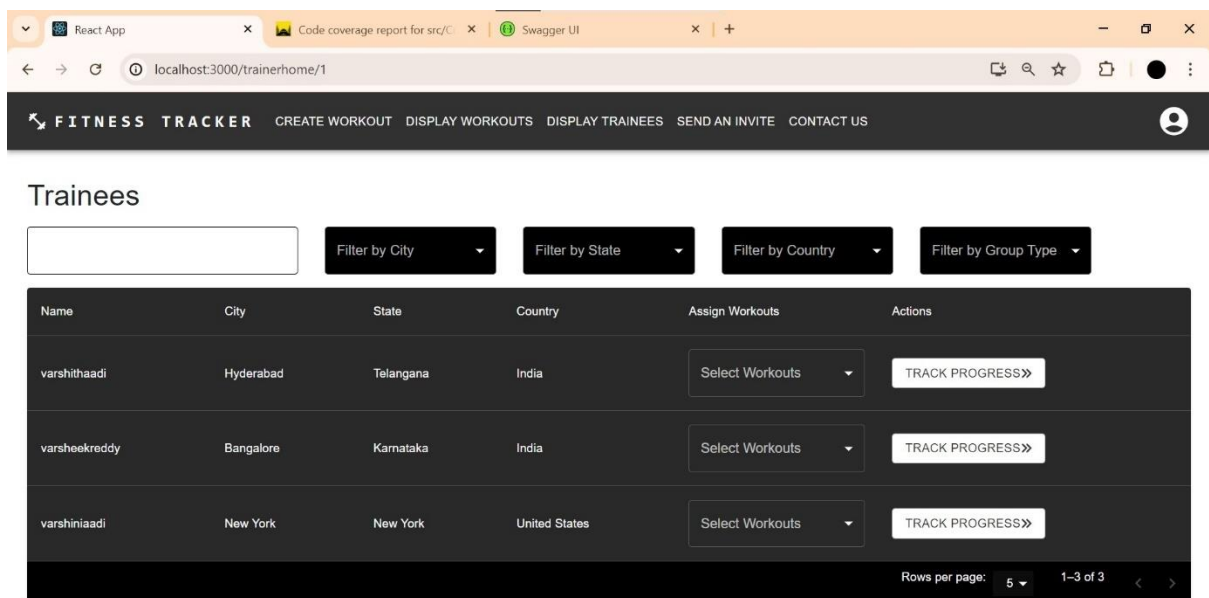 React App
Code coverage report for src/C
Swagger UI
localhost:3000/trainerhome/1
FITNESS TRACKER CREATE WORKOUT DISPLAY WORKOUTS DISPLAY TRAINEES SEND AN INVITE CONTACT US
Trainees
Filter by City Filter by State Filter by Country Filter by Group Type
Name City State Country Assign Workouts Actions
varshithaadi Hyderabad Telangana India Select Workouts TRACK PROGRESS»
varsheekreddy Bangalore Karnataka India Select Workouts TRACK PROGRESS»
varshiniaadi New York New York United States Select Workouts TRACK PROGRESS»
Rows per page: 5 1–3 of 3